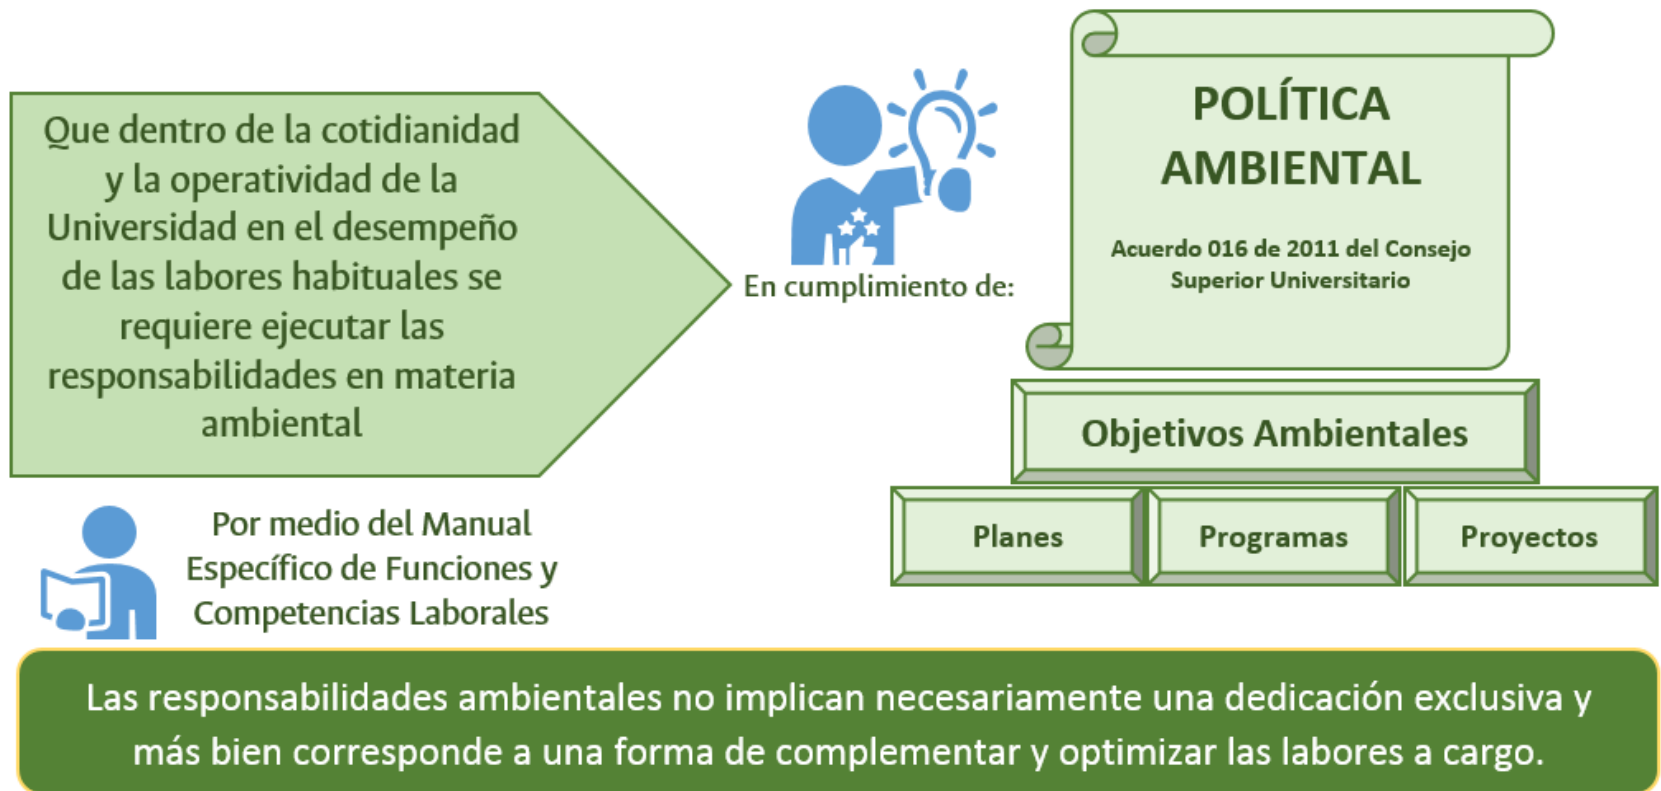 Que dentro de la cotidianidad
y la operatividad de la
Universidad en el desempeño
de las labores habituales se
requiere ejecutar las
responsabilidades en materia
ambiental
Por medio del Manual
Específico de Funciones y
Competencias Laborales
En cumplimiento de:
POLÍTICA
AMBIENTAL
Acuerdo 016 de 2011 del Consejo
Superior Universitario
Objetivos Ambientales
Planes
Programas
Proyectos
Las responsabilidades ambientales no implican necesariamente una dedicación exclusiva y
más bien corresponde a una forma de complementar y optimizar las labores a cargo.